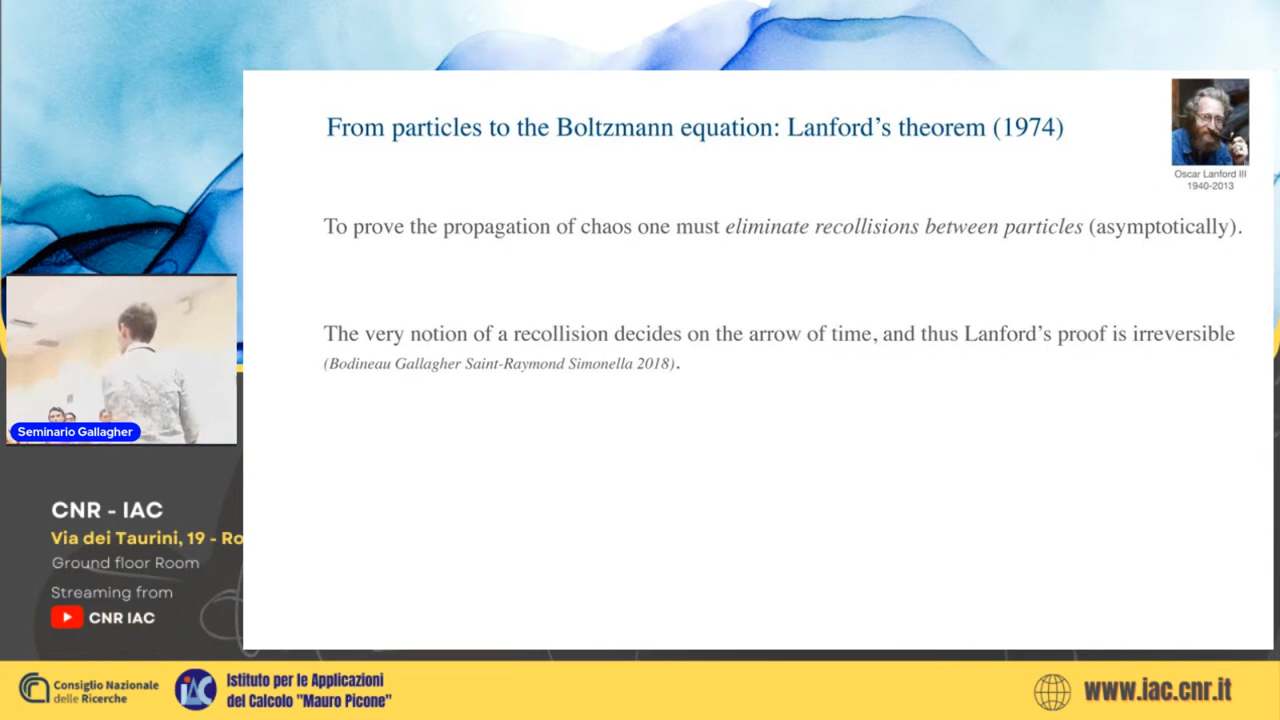 From particles to the Boltzmann equation: Lanford's theorem (1974)
Oscar Lanford III
1940-2013
To prove the propagation of chaos one must eliminate recollisions between particles (asymptotically).
The very notion of a recollision decides on the arrow of time, and thus Lanford's proof is irreversible
(Bodineau Gallagher Saint-Raymond Simonella 2018).
Seminario Gallagher
CNR - IAC
Via dei Taurini, 19 - Ro
Ground floor Room
Streaming from
CNR IAC
Consiglio Nazionale
delle Ricerche
IAC
Istituto per le Applicazioni
del Calcolo "Mauro Picone"
www.iac.cnr.it